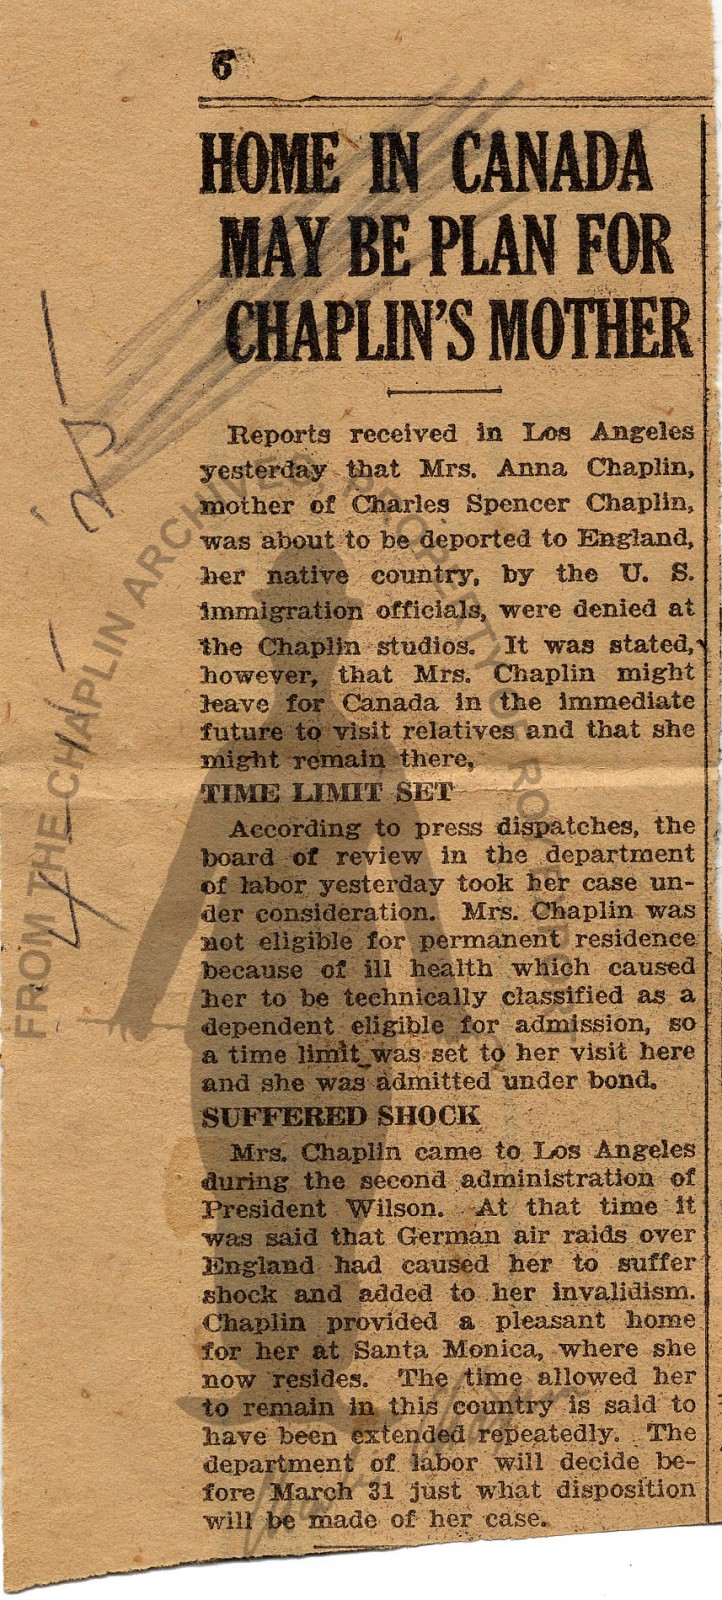 6
HOME IN CANADA
MAY BE PLAN FOR
CHAPLIN'S MOTHER
Reports received in Los Angeles
yesterday that Mrs. Anna Chaplin,
mother of Charles Spencer Chaplin,
was about to be deported to England,
her native country, by the U. S.
immigration officials, were denied at
the Chaplin studios. It was stated,
however, that Mrs. Chaplin might
leave for Canada in the immediate
future to visit relatives and that she
might remain there,
TIME LIMIT SET
According to press dispatches, the
board of review in the department
of labor yesterday took her case un-
der consideration. Mrs. Chaplin was
not eligible for permanent residence
because of ill health which caused
her to be technically classified as a
dependent eligible for admission, so
a time limit was set to her visit here
and she was admitted under bond.
SUFFERED SHOCK
Mrs. Chaplin came to Los Angeles
during the second administration of
President Wilson. At that time it
was said that German air raids over
England had caused her to suffer
shock and added to her invalidism.
Chaplin provided a pleasant home
for her at Santa Monica, where she
now resides. The time allowed her
to remain in this country is said to
have been extended repeatedly. The
department of labor will decide be-
fore March 31 just what disposition
will be made of her case.
FROM THE CHAPLIN ARCHIVES, PROPERTY OF ROY EXPORT